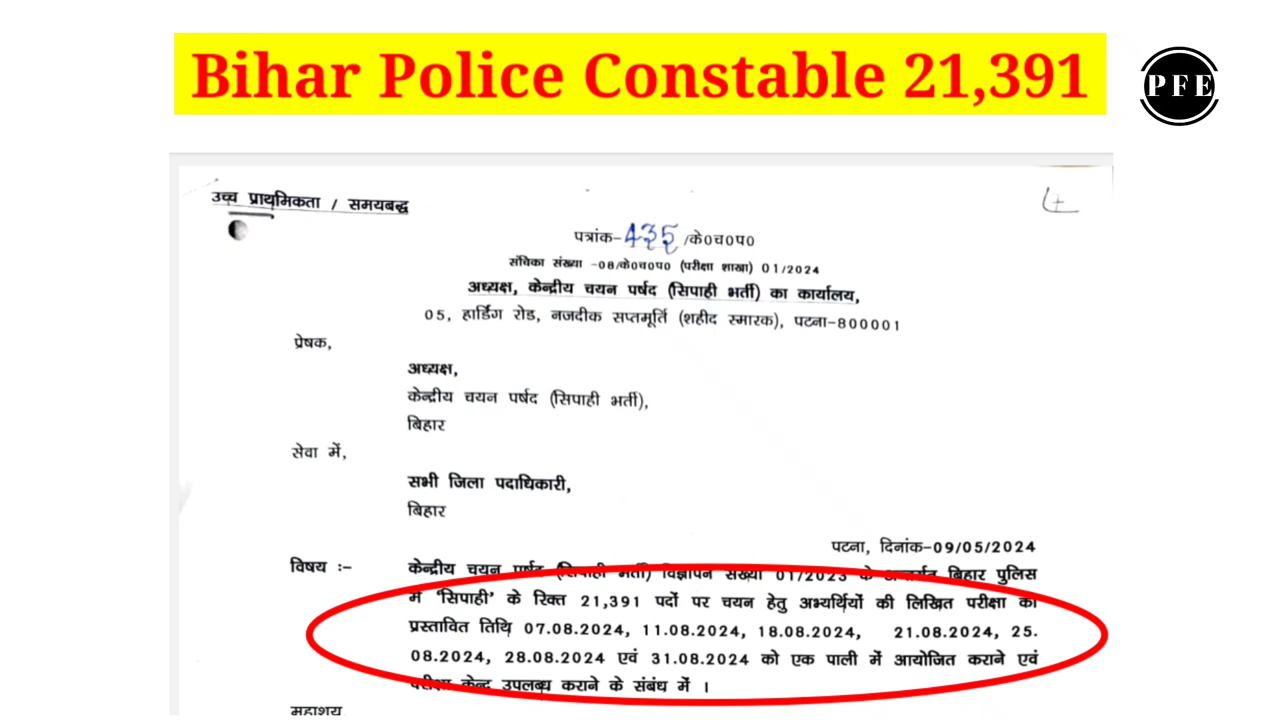 Bihar Police Constable 21,391
PFE
उच्च प्राथमिकता / समयबद्ध
4
पत्रांक-435/के0च0प0
संचिका संख्या -08/के0च0प0 (परीक्षा शाखा) 01/2024
अध्यक्ष, केन्द्रीय चयन पर्षद (सिपाही भर्ती) का कार्यालय,
05, हार्डिंग रोड, नजदीक सप्तमूर्ति (शहीद स्मारक), पटना-800001
प्रेषक,
अध्यक्ष,
केन्द्रीय चयन पर्षद (सिपाही भर्ती),
बिहार
सेवा में,
सभी जिला पदाधिकारी,
बिहार
पटना, दिनांक-09/05/2024
विषय :- केन्द्रीय चयन पर्षद (सिपाही भर्ती) विज्ञापन संख्या 01/2023 के अन्तर्गत बिहार पुलिस
में 'सिपाही' के रिक्त 21,391 पदों पर चयन हेतु अभ्यर्थियों की लिखित परीक्षा की
प्रस्तावित तिथि 07.08.2024, 11.08.2024, 18.08.2024, 21.08.2024, 25.
08.2024, 28.08.2024 एवं 31.08.2024 को एक पाली में आयोजित कराने एवं
परीक्षा केन्द्र उपलब्ध कराने के संबंध में ।
महाशय,